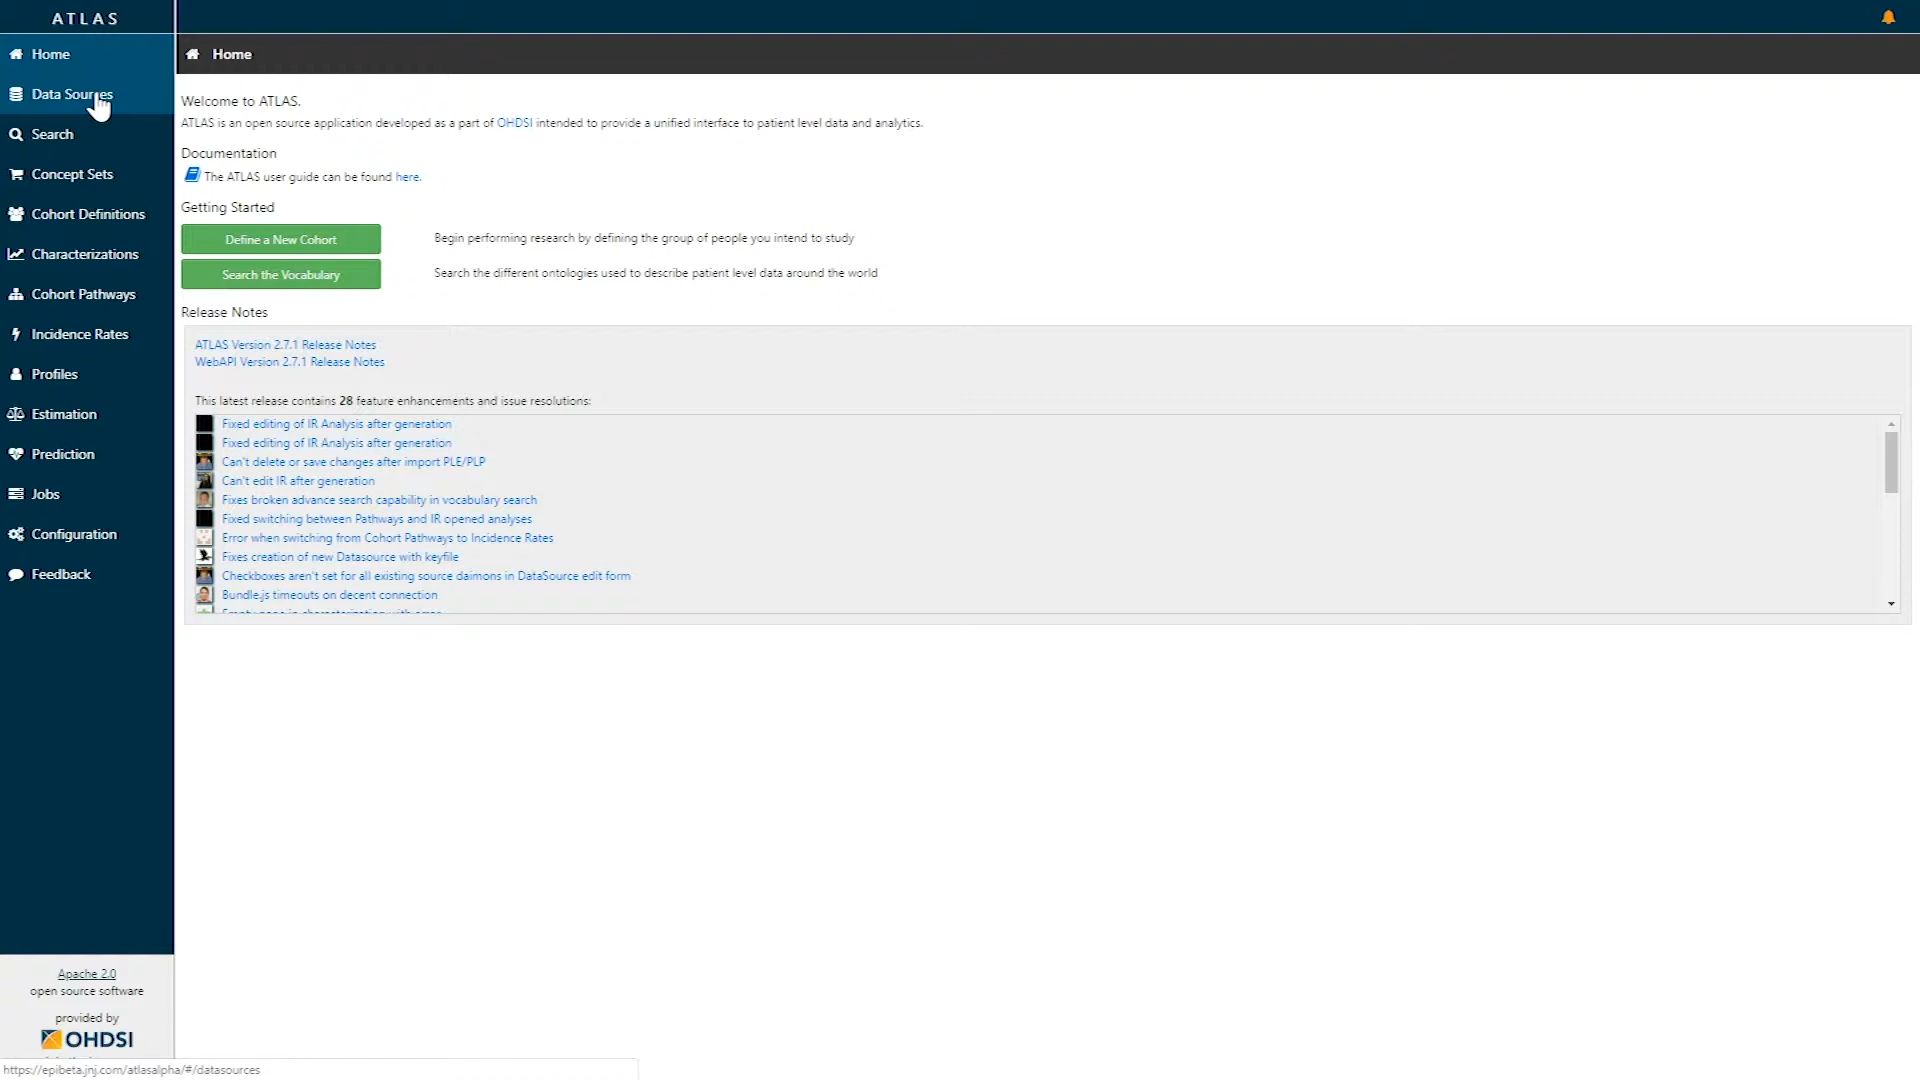 ATLAS
Home
Data Sources
Search
Concept Sets
Cohort Definitions
Characterizations
Cohort Pathways
Incidence Rates
Profiles
Estimation
Prediction
Jobs
Configuration
Feedback
Apache 2.0
open source software
provided by
OHDSI
Home
Welcome to ATLAS.
ATLAS is an open source application developed as a part of OHDSI intended to provide a unified interface to patient level data and analytics.
Documentation
The ATLAS user guide can be found here.
Getting Started
Define a New Cohort
Begin performing research by defining the group of people you intend to study
Search the Vocabulary
Search the different ontologies used to describe patient level data around the world
Release Notes
ATLAS Version 2.7.1 Release Notes
WebAPI Version 2.7.1 Release Notes
This latest release contains 28 feature enhancements and issue resolutions:
Fixed editing of IR Analysis after generation
Fixed editing of IR Analysis after generation
Can't delete or save changes after import PLE/PLP
Can't edit IR after generation
Fixes broken advance search capability in vocabulary search
Fixed switching between Pathways and IR opened analyses
Error when switching from Cohort Pathways to Incidence Rates
Fixes creation of new Datasource with keyfile
Checkboxes aren't set for all existing source daimons in DataSource edit form
Bundle.js timeouts on decent connection
https://epibeta.jnj.com/atlasalpha/#/datasources